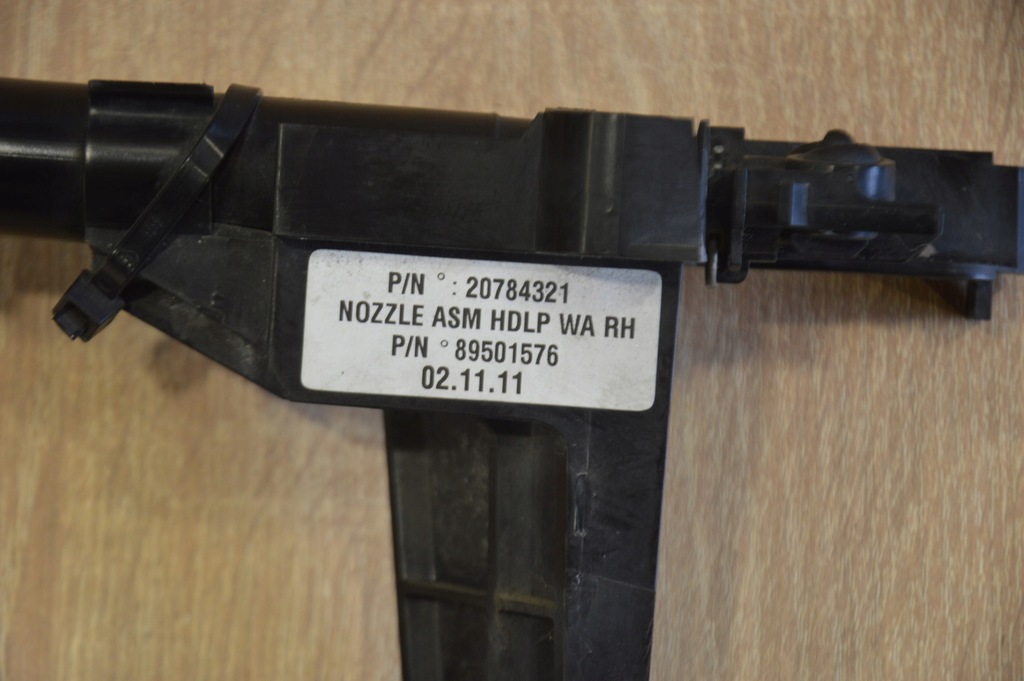 P/N °: 20784321
NOZZLE ASM HDLP WA RH
P/N ° 89501576
02.11.11